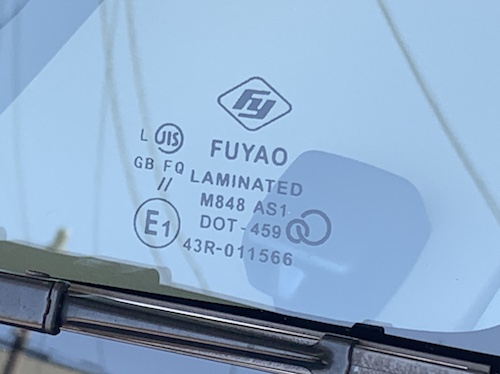 Fy
FUYAO
L JIS
GB FQ
LAMINATED
//
M848 AS1
DOT-459
E1
43R-011566